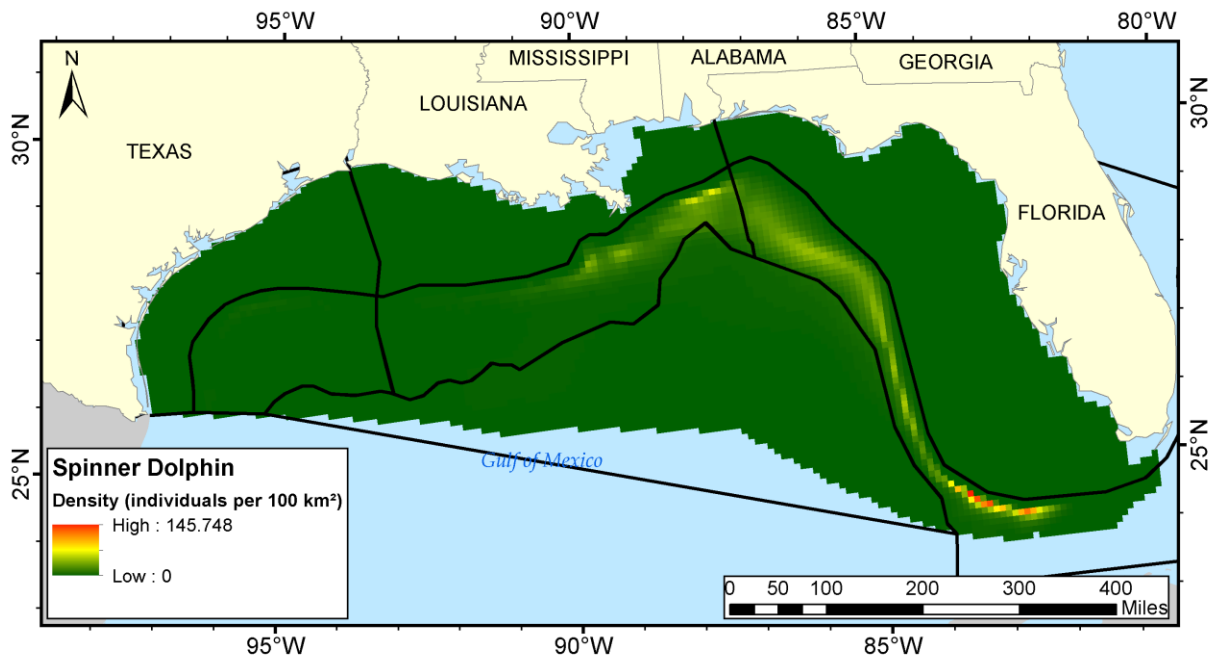 95°W 90°W 85°W 80°W
N
MISSISSIPPI ALABAMA GEORGIA
LOUISIANA
TEXAS
FLORIDA
30°N 30°N
25°N 25°N
Gulf of Mexico
Spinner Dolphin
Density (individuals per 100 km²)
High : 145.748
Low : 0
0 50 100 200 300 400
Miles
95°W 90°W 85°W